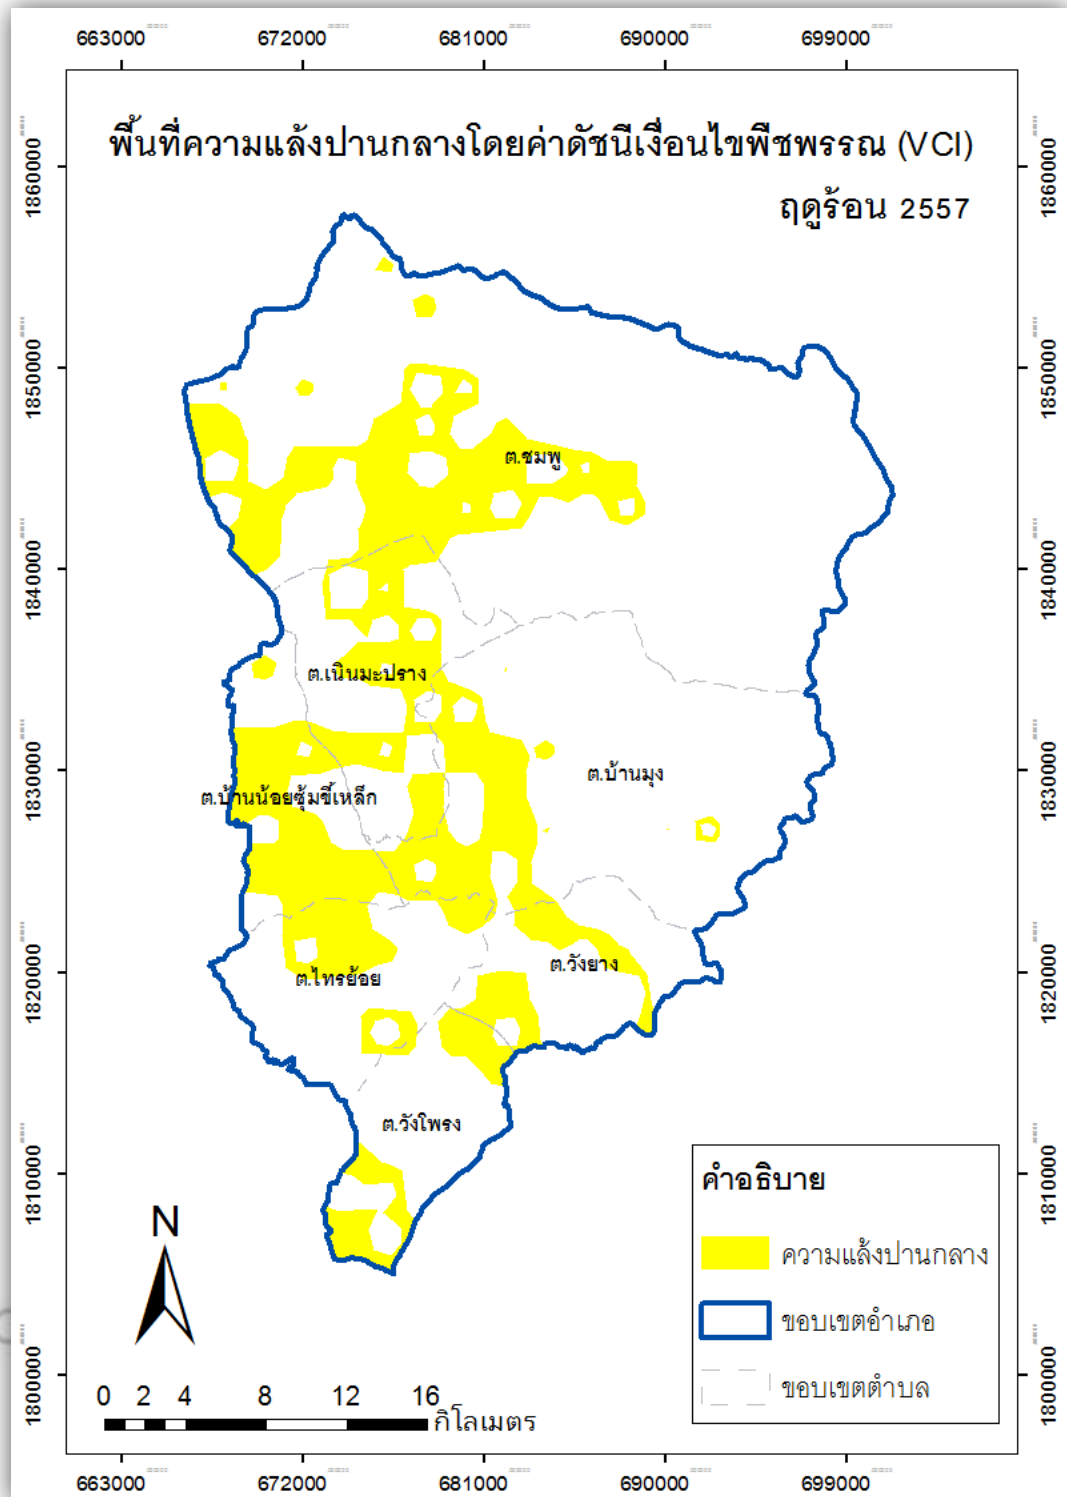 663000 672000 681000 690000 699000
พื้นที่ความแล้งปานกลางโดยค่าดัชนีเงื่อนไขพืชพรรณ (VCI)
ฤดูร้อน 2557
1860000 1860000
1850000 1850000
ต.ชมพู
1840000 1840000
ต.เนินมะปราง
1830000 1830000
ต.บ้านมุง
ต.บ้านน้อยซุ้มขี้เหล็ก
ต.วังยาง
1820000 1820000
ต.ไทรย้อย
ต.วังโพรง
1810000 1810000
คำอธิบาย
ความแล้งปานกลาง
ขอบเขตอำเภอ
ขอบเขตตำบล
N
1800000 1800000
0 2 4 8 12 16
กิโลเมตร
663000 672000 681000 690000 699000